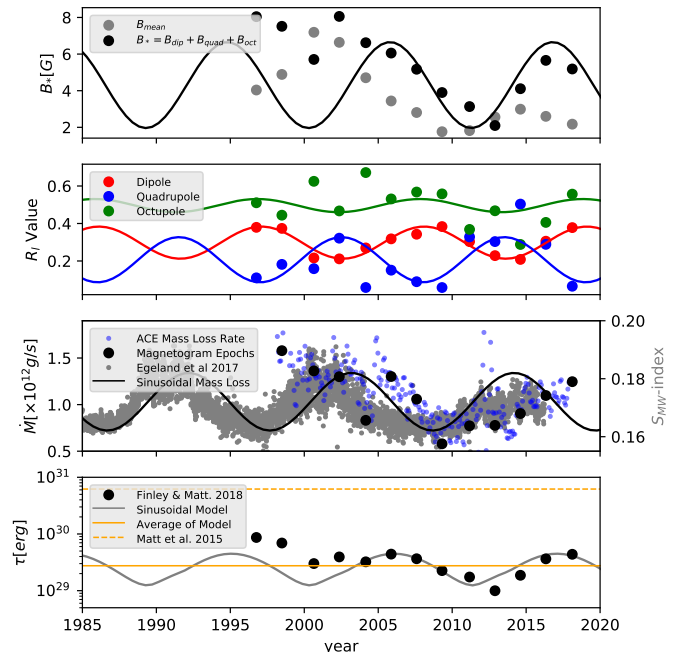 8
6
4
2
B*[G]
B_mean
B* = B_dip + B_quad + B_oct
0.6
0.4
0.2
R_l Value
Dipole
Quadrupole
Octupole
1.5
1.0
0.5
Ṁ[×10^12 g/s]
ACE Mass Loss Rate
Magnetogram Epochs
Egeland et al 2017
Sinusoidal Mass Loss
0.20
0.18
0.16
S_MW-index
10^31
10^30
10^29
τ[erg]
Finley & Matt. 2018
Sinusoidal Model
Average of Model
Matt et al. 2015
1985 1990 1995 2000 2005 2010 2015 2020
year